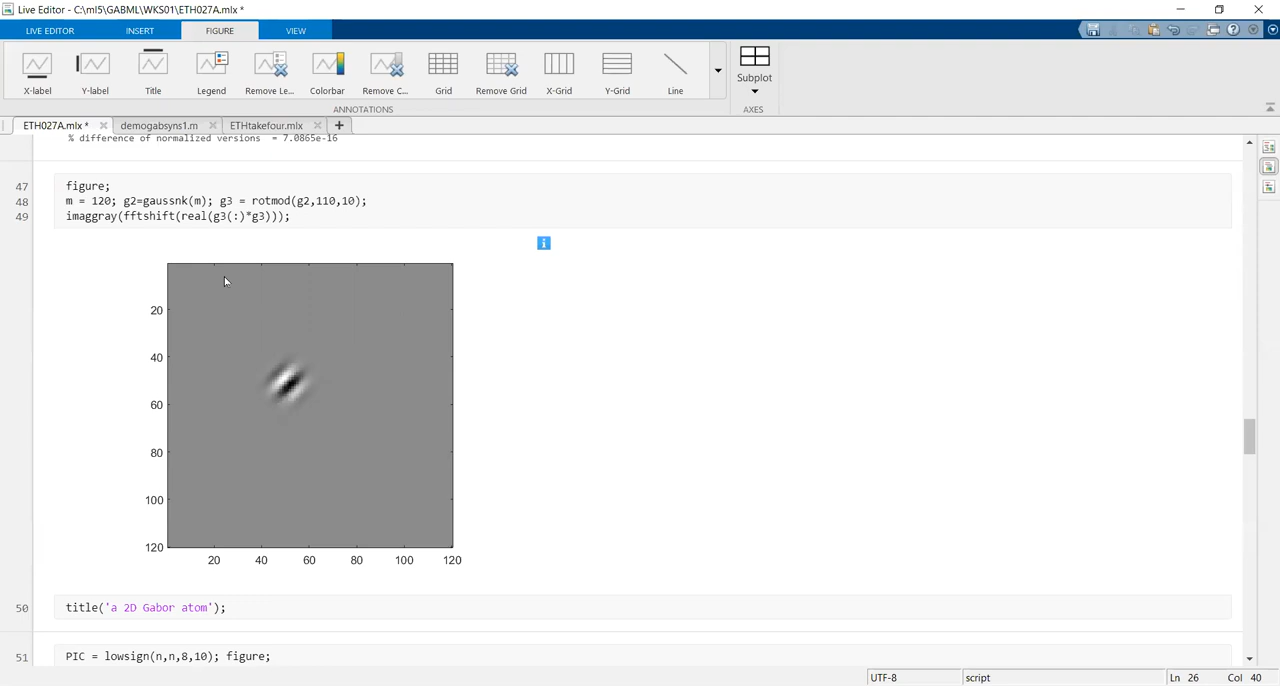 Live Editor - C:\ml5\GABML\WKS01\ETH027A.mlx *
LIVE EDITOR INSERT FIGURE VIEW
X-label Y-label Title Legend Remove Le... Colorbar Remove C... Grid Remove Grid X-Grid Y-Grid Line Subplot
ANNOTATIONS AXES
ETH027A.mlx * demogabsyns1.m ETHtakefour.mlx
% difference of normalized versions = 7.0865e-16
47 figure;
48 m = 120; g2=gaussnk(m); g3 = rotmod(g2,110,10);
49 imaggray(fftshift(real(g3(:)*g3)));
20
40
60
80
100
120
20 40 60 80 100 120
50 title('a 2D Gabor atom');
51 PIC = lowsign(n,n,8,10); figure;
UTF-8 script Ln 26 Col 40